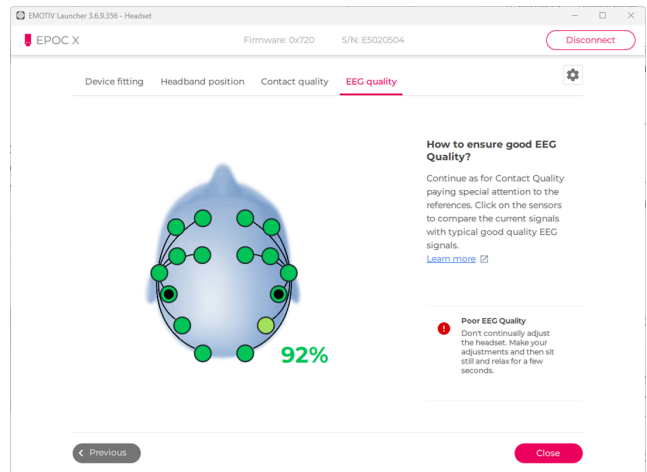 EMOTIV Launcher 3.6.9.356 - Headset
EPOC X
Firmware: 0x720
S/N: E5020504
Disconnect
Device fitting
Headband position
Contact quality
EEG quality
How to ensure good EEG
Quality?
Continue as for Contact Quality
paying special attention to the
references. Click on the sensors
to compare the current signals
with typical good quality EEG
signals.
Learn more
Poor EEG Quality
Don't continually adjust
the headset. Make your
adjustments and then sit
still and relax for a few
seconds.
92%
Previous
Close